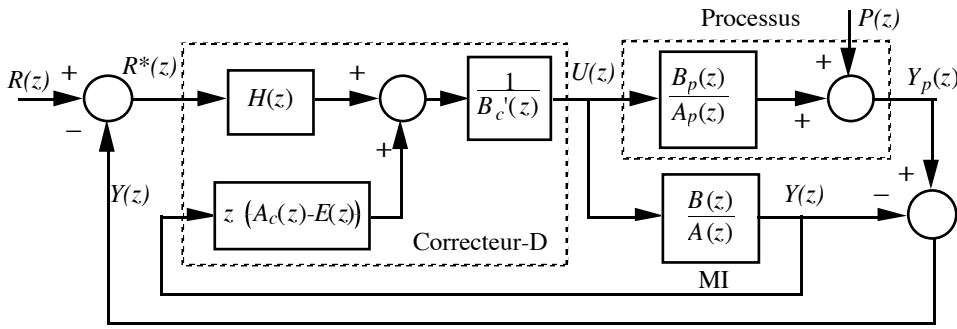 Processus
P(z)
R(z)
+
−
R*(z)
H(z)
+
+
1
B_c'(z)
U(z)
B_p(z)
A_p(z)
+
+
Y_p(z)
Y(z)
z (A_c(z)-E(z))
Correcteur-D
B(z)
A(z)
MI
Y(z)
−
+